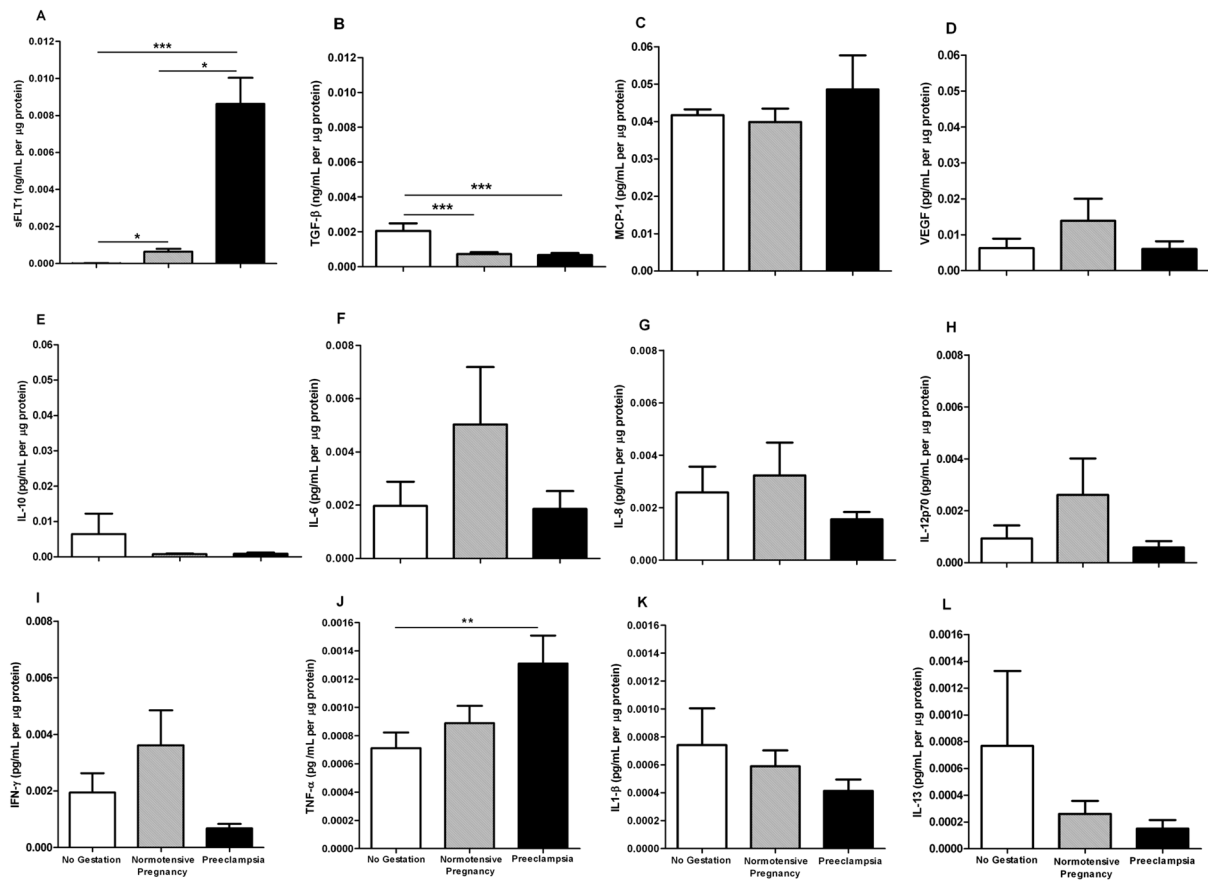 A
sFLT1 (ng/mL per µg protein)
0.012
0.010
0.008
0.006
0.004
0.002
0.000
***
*
*
B
TGF-β (ng/mL per µg protein)
0.012
0.010
0.008
0.006
0.004
0.002
0.000
***
***
C
MCP-1 (pg/mL per µg protein)
0.06
0.05
0.04
0.03
0.02
0.01
0.00
D
VEGF (pg/mL per µg protein)
0.06
0.05
0.04
0.03
0.02
0.01
0.00
E
IL-10 (pg/mL per µg protein)
0.06
0.05
0.04
0.03
0.02
0.01
0.00
F
IL-6 (pg/mL per µg protein)
0.008
0.006
0.004
0.002
0.000
G
IL-8 (pg/mL per µg protein)
0.008
0.006
0.004
0.002
0.000
H
IL-12p70 (pg/mL per µg protein)
0.008
0.006
0.004
0.002
0.000
I
IFN-γ (pg/mL per µg protein)
0.008
0.006
0.004
0.002
0.000
No Gestation
Normotensive
Pregnancy
Preeclampsia
J
TNF-α (pg /mL per µg protein)
0.0016
0.0014
0.0012
0.0010
0.0008
0.0006
0.0004
0.0002
0.0000
**
No Gestation
Normotensive
Pregnancy
Preeclampsia
K
IL1-β (pg/mL per µg protein)
0.0016
0.0014
0.0012
0.0010
0.0008
0.0006
0.0004
0.0002
0.0000
No Gestation
Normotensive
Pregnancy
Preeclampsia
L
IL-13 (pg/mL per µg protein)
0.0016
0.0014
0.0012
0.0010
0.0008
0.0006
0.0004
0.0002
0.0000
No Gestation
Normotensive
Pregnancy
Preeclampsia